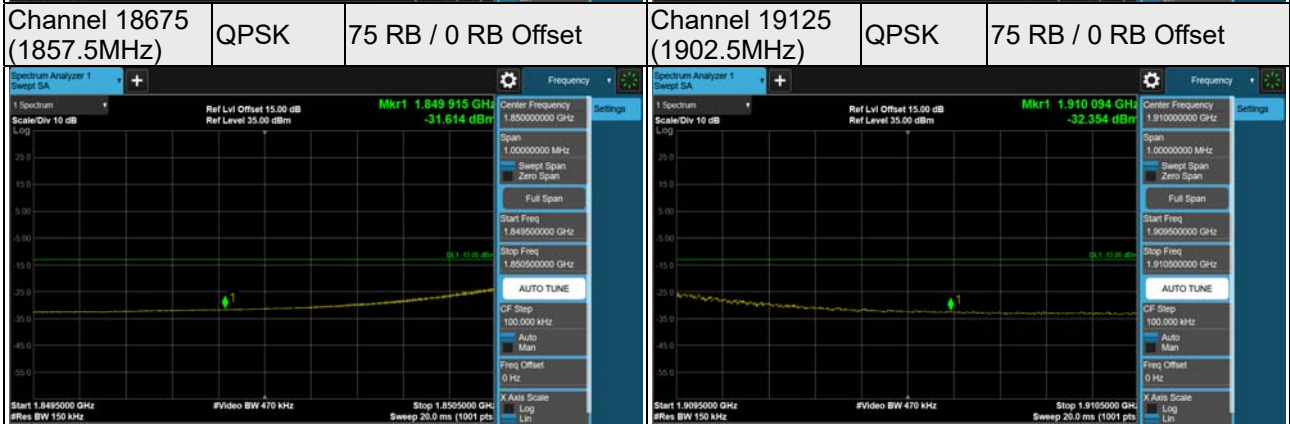 Channel 18675
(1857.5MHz)
QPSK
75 RB / 0 RB Offset
Channel 19125
(1902.5MHz)
QPSK
75 RB / 0 RB Offset
Spectrum Analyzer 1
Swept SA
+
Frequency
1 Spectrum
Scale/Div 10 dB
Log
Ref Lvl Offset 15.00 dB
Ref Level 35.00 dBm
Mkr1 1.849 915 GHz
-31.614 dBm
25.0
15.0
5.00
-5.00
-15.0
-25.0
-35.0
-45.0
-55.0
DL1 -13.00 dBm
1
Start 1.8495000 GHz
#Res BW 150 kHz
#Video BW 470 kHz
Stop 1.8505000 GHz
Sweep 20.0 ms (1001 pts
Center Frequency
1.850000000 GHz
Settings
Span
1.00000000 MHz
Swept Span
Zero Span
Full Span
Start Freq
1.849500000 GHz
Stop Freq
1.850500000 GHz
AUTO TUNE
CF Step
100.000 kHz
Auto
Man
Freq Offset
0 Hz
X Axis Scale
Log
Lin
Spectrum Analyzer 1
Swept SA
+
Frequency
1 Spectrum
Scale/Div 10 dB
Log
Ref Lvl Offset 15.00 dB
Ref Level 35.00 dBm
Mkr1 1.910 094 GHz
-32.354 dBm
25.0
15.0
5.00
-5.00
-15.0
-25.0
-35.0
-45.0
-55.0
DL1 -13.00 dBm
1
Start 1.9095000 GHz
#Res BW 150 kHz
#Video BW 470 kHz
Stop 1.9105000 GHz
Sweep 20.0 ms (1001 pts
Center Frequency
1.910000000 GHz
Settings
Span
1.00000000 MHz
Swept Span
Zero Span
Full Span
Start Freq
1.909500000 GHz
Stop Freq
1.910500000 GHz
AUTO TUNE
CF Step
100.000 kHz
Auto
Man
Freq Offset
0 Hz
X Axis Scale
Log
Lin